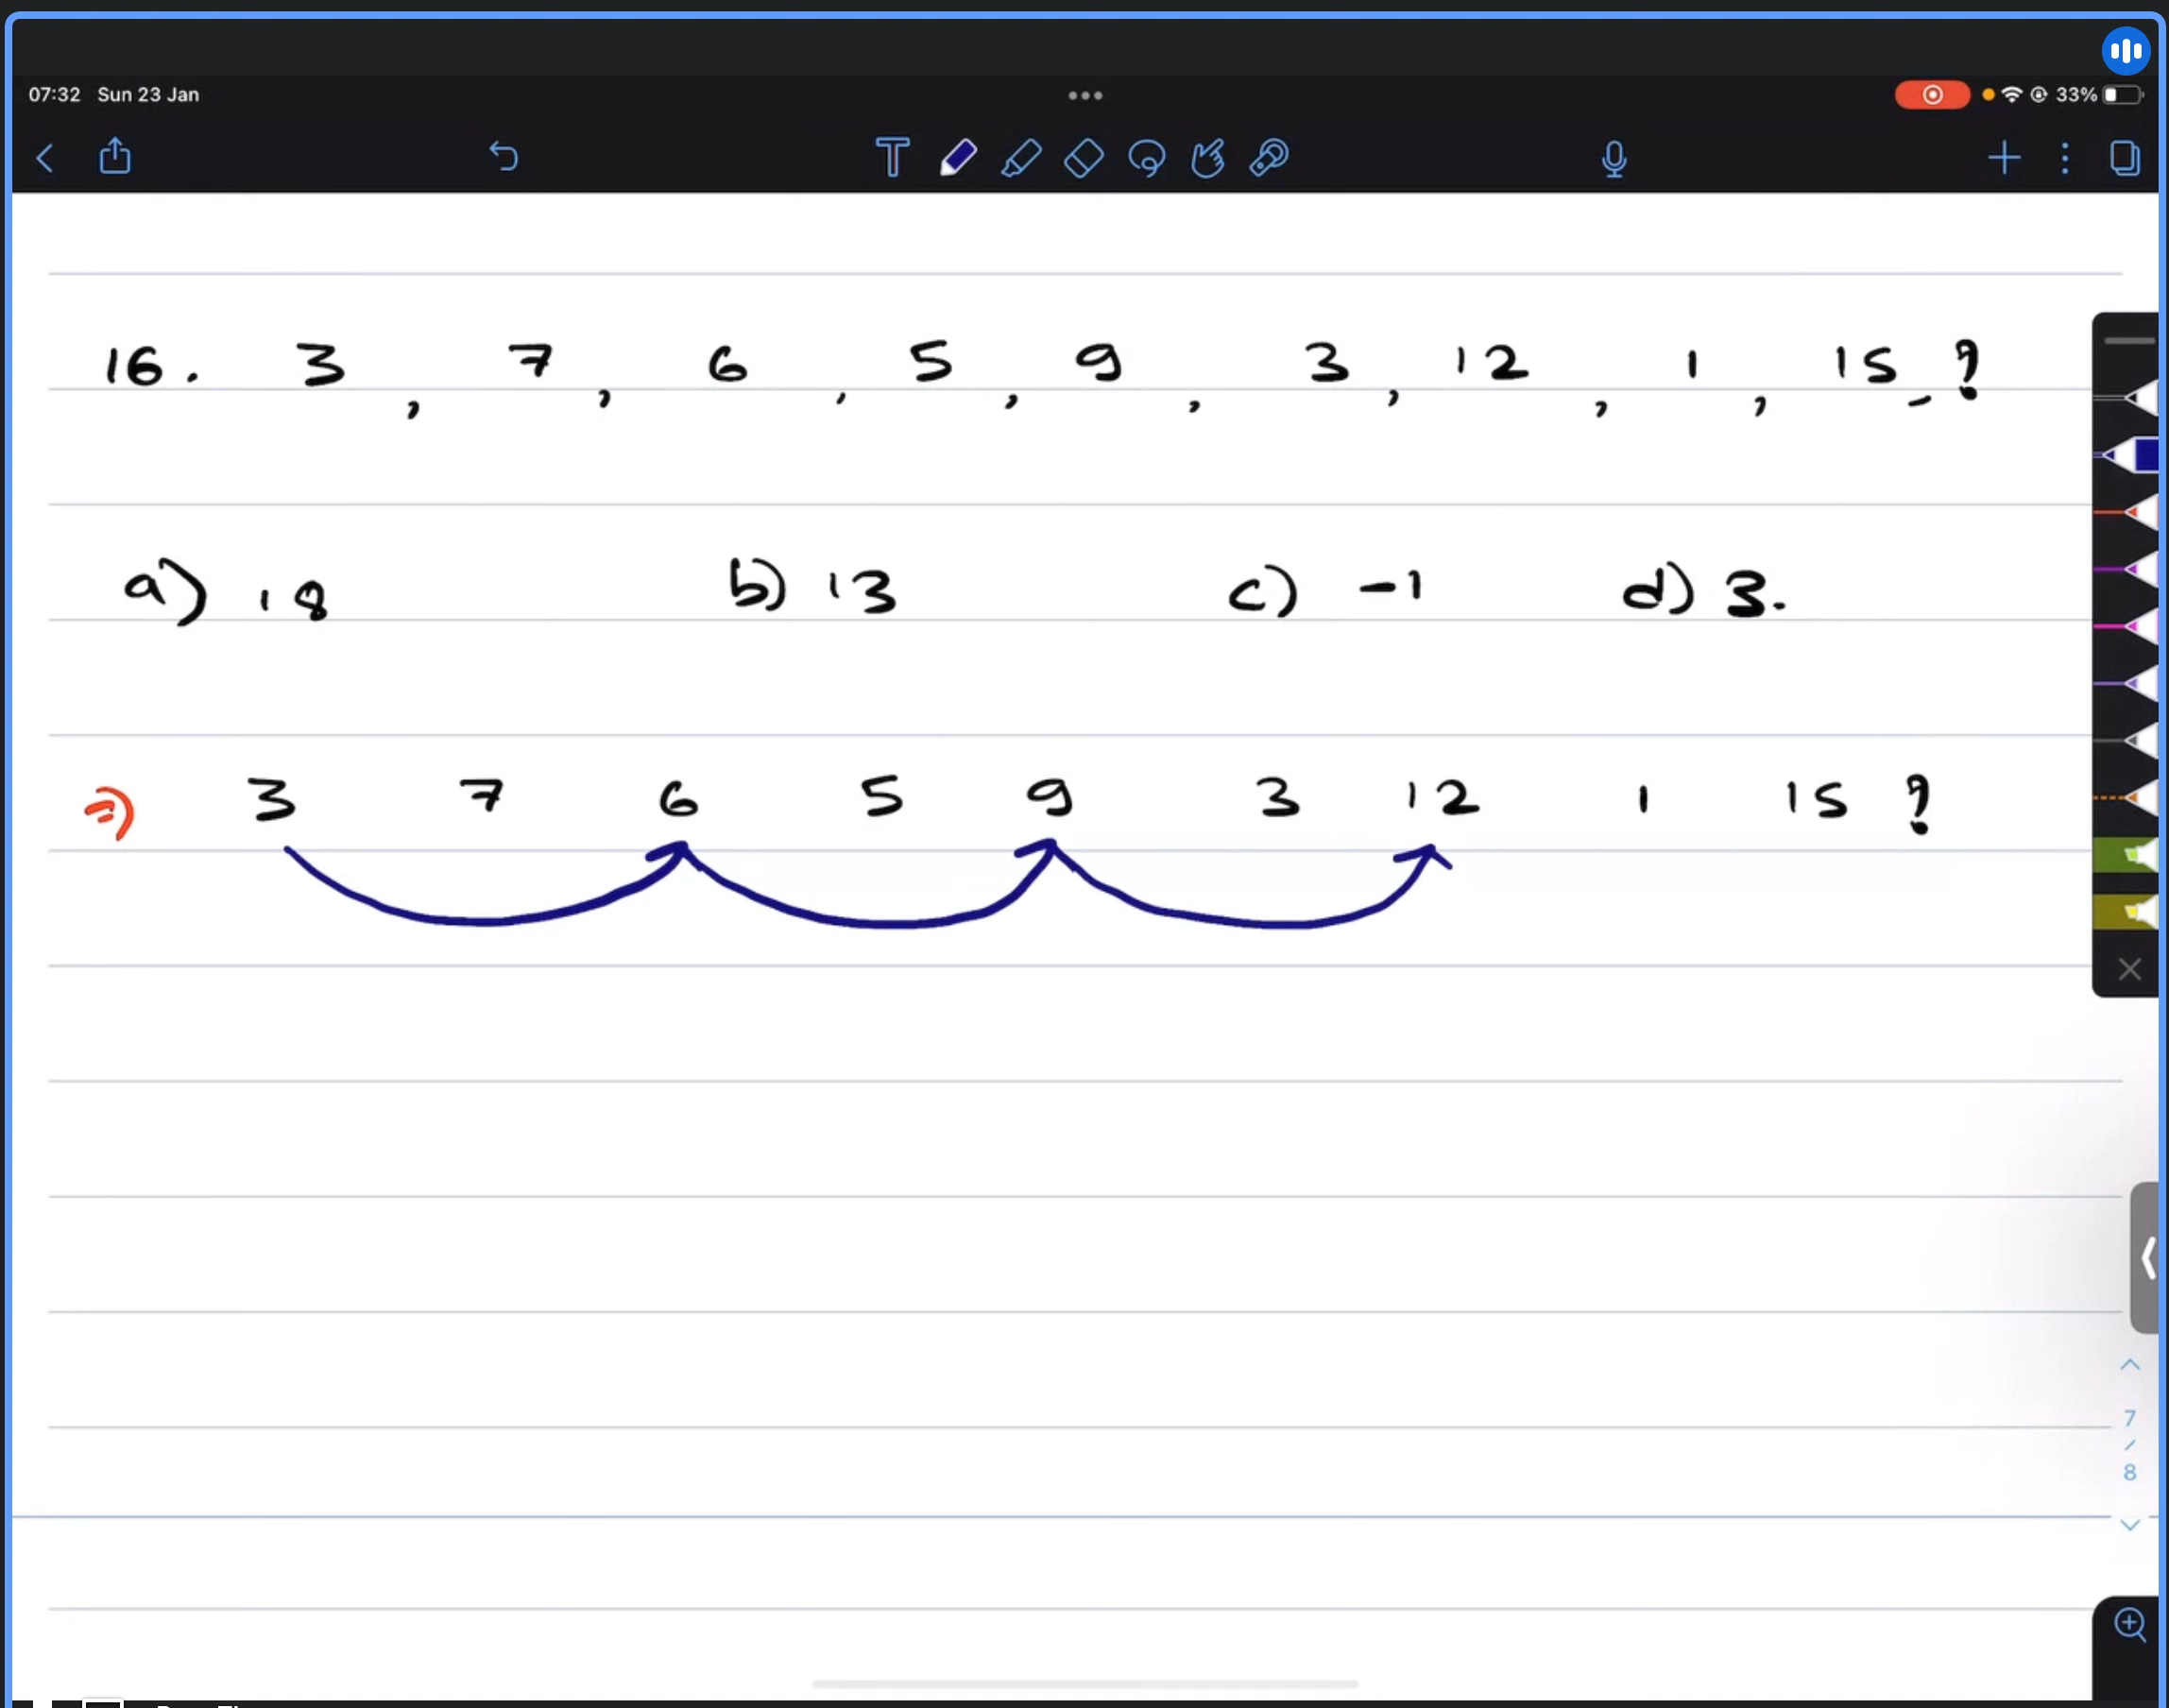 07:32 Sun 23 Jan
33%
16. 3, 7, 6, 5, 9, 3, 12, 1, 15, ?
a) 18 b) 13 c) -1 d) 3.
⇒) 3 7 6 5 9 3 12 1 15 ?
7
/
8